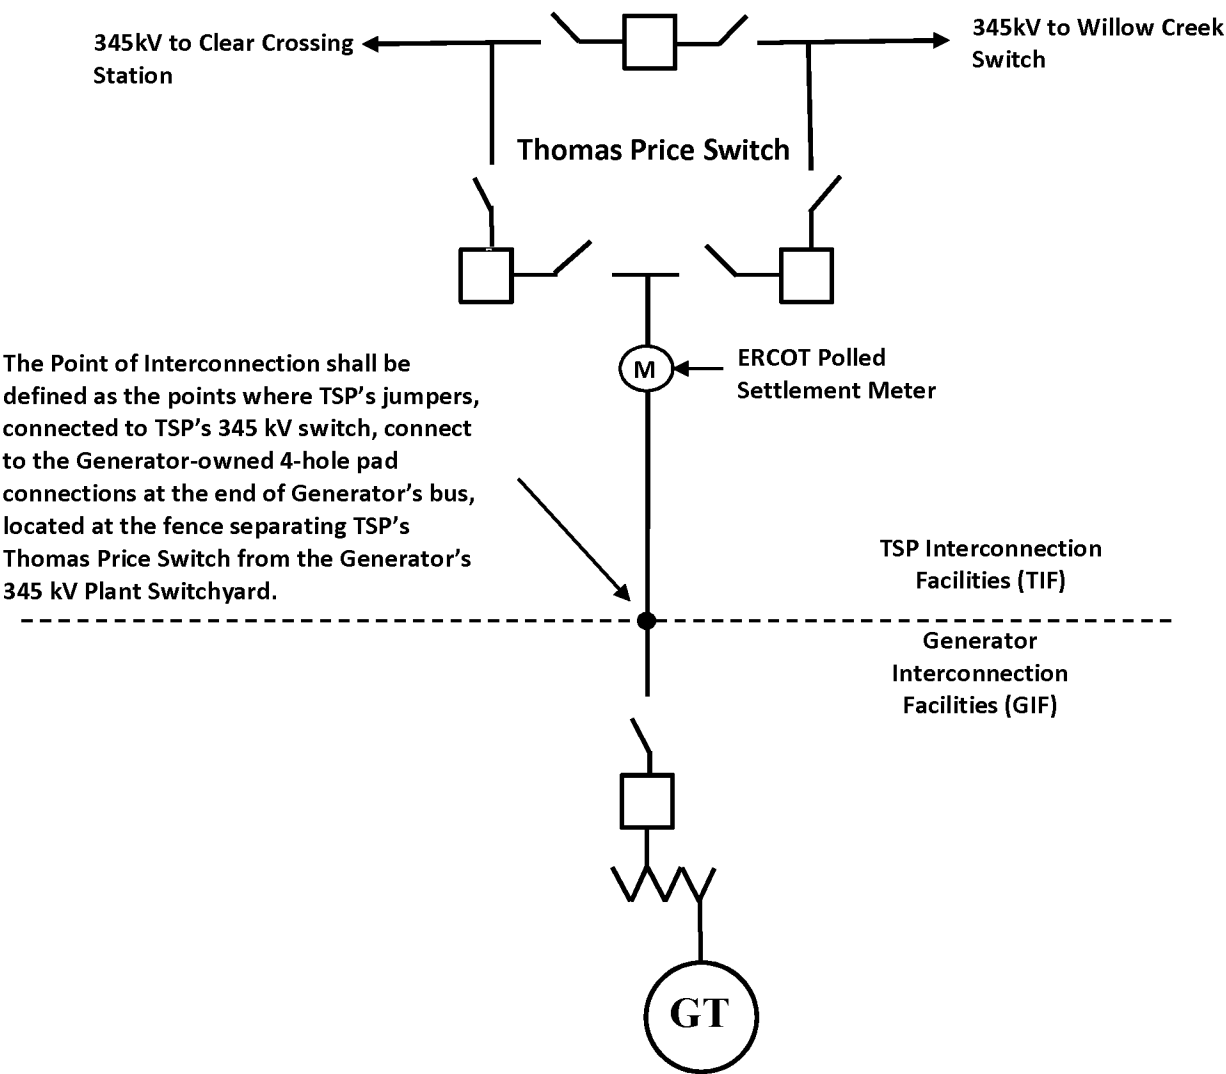 345kV to Clear Crossing
Station
345kV to Willow Creek
Switch
Thomas Price Switch
The Point of Interconnection shall be
defined as the points where TSP's jumpers,
connected to TSP's 345 kV switch, connect
to the Generator-owned 4-hole pad
connections at the end of Generator's bus,
located at the fence separating TSP's
Thomas Price Switch from the Generator's
345 kV Plant Switchyard.
M
ERCOT Polled
Settlement Meter
TSP Interconnection
Facilities (TIF)
Generator
Interconnection
Facilities (GIF)
GT